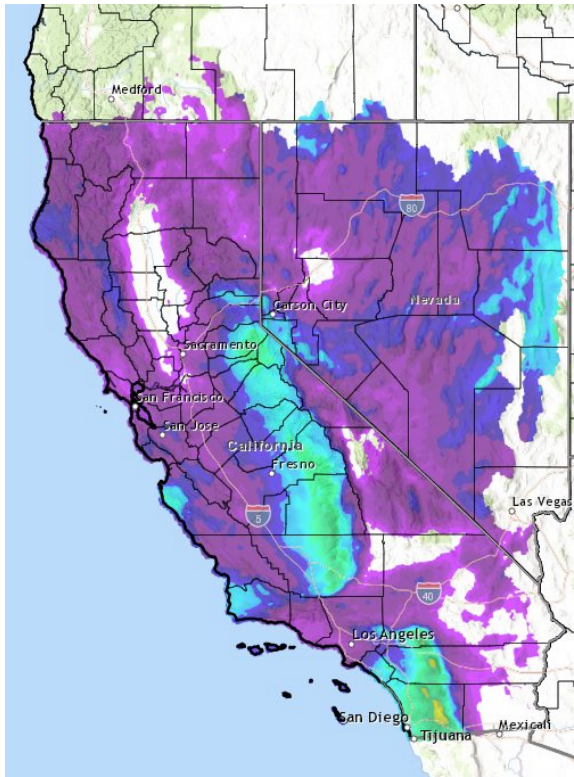 Medford
80
Nevada
Carson City
Sacramento
San Francisco
San Jose
California
Fresno
Las Vegas
5
40
Los Angeles
San Diego
Mexicali
Tijuana